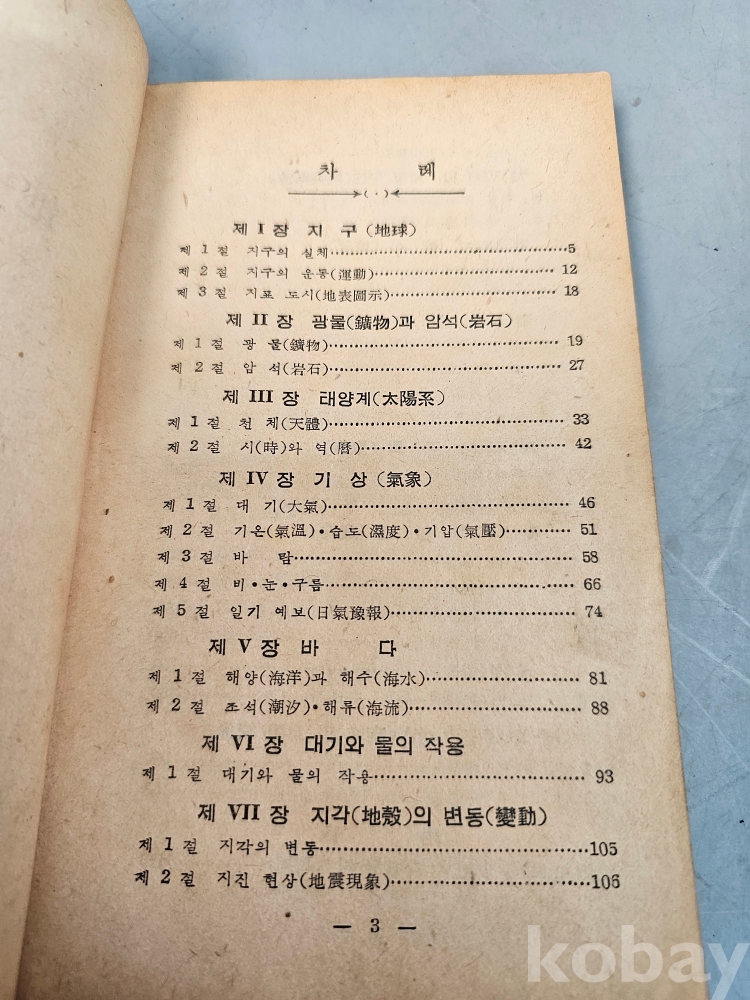 차 례
제 I 장 지 구 (地球)
제 1 절 지구의 실체……5
제 2 절 지구의 운동(運動)……12
제 3 절 지표 도시(地表圖示)……18
제 II 장 광물(鑛物)과 암석(岩石)
제 1 절 광 물(鑛物)……19
제 2 절 암 석(岩石)……27
제 III 장 태양계(太陽系)
제 1 절 천 체(天體)……33
제 2 절 시(時)와 역(曆)……42
제 IV 장 기 상 (氣象)
제 1 절 대 기(大氣)……46
제 2 절 기온(氣溫)·습도(濕度)·기압(氣壓)……51
제 3 절 바 람……58
제 4 절 비·눈·구름……66
제 5 절 일기 예보(日氣豫報)……74
제 V 장 바 다
제 1 절 해양(海洋)과 해수(海水)……81
제 2 절 조석(潮汐)·해류(海流)……88
제 VI 장 대기와 물의 작용
제 1 절 대기와 물의 작용……93
제 VII 장 지각(地殼)의 변동(變動)
제 1 절 지각의 변동……105
제 2 절 지진 현상(地震現象)……106
— 3 —
kobay